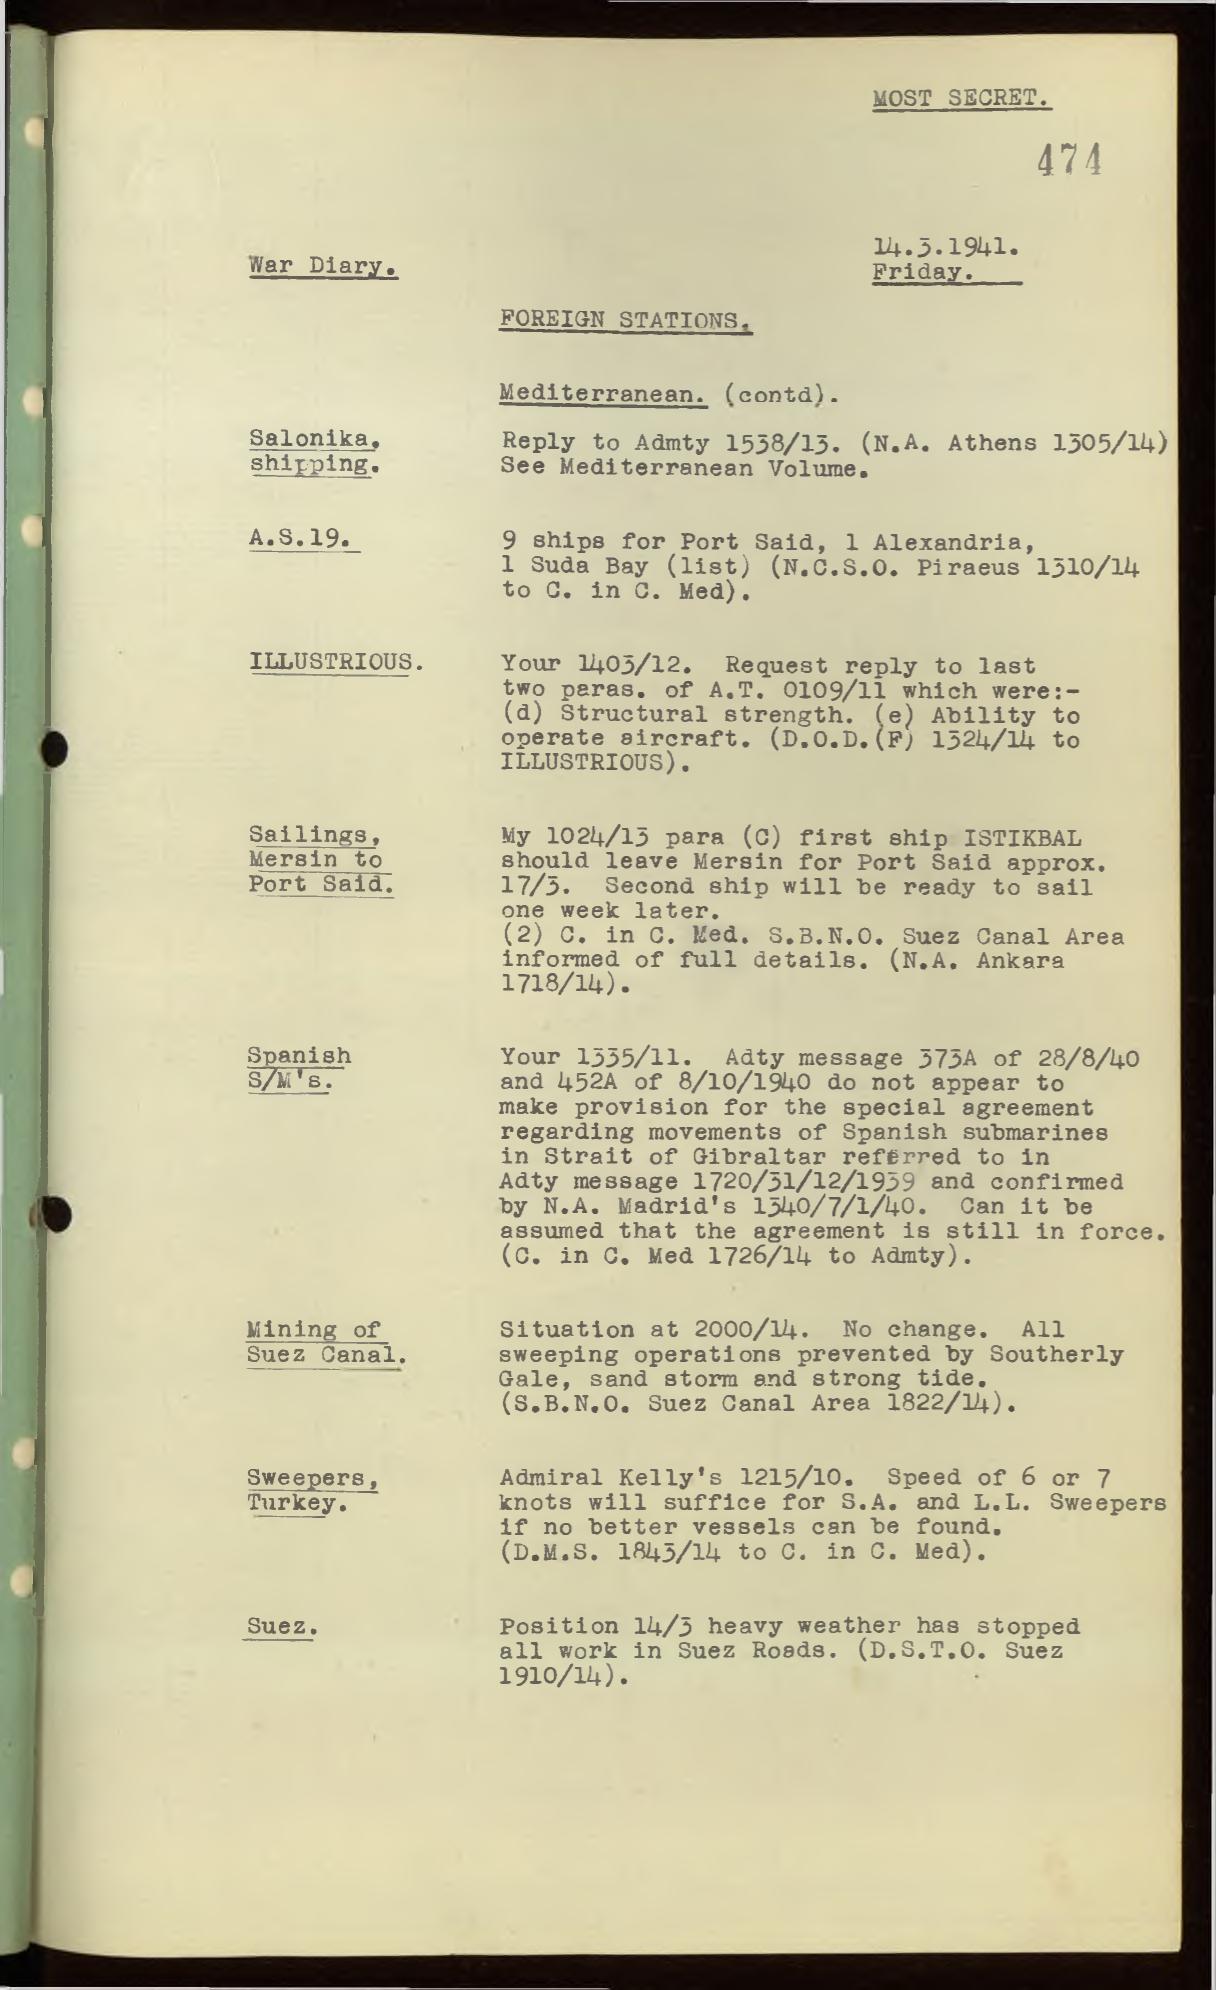 MOST SECRET.
474
14.3.1941.
War Diary.
Friday.
FOREIGN STATIONS.
Mediterranean. (contd).
Salonika,
shipping.
Reply to Admty 1538/13. (N.A. Athens 1305/14)
See Mediterranean Volume.
A.S.19.
9 ships for Port Said, 1 Alexandria,
1 Suda Bay (list) (N.C.S.O. Piraeus 1310/14
to C. in C. Med).
ILLUSTRIOUS.
Your 1403/12. Request reply to last
two paras. of A.T. 0109/11 which were:-
(d) Structural strength. (e) Ability to
operate aircraft. (D.O.D.(F) 1324/14 to
ILLUSTRIOUS).
Sailings,
Mersin to
Port Said.
My 1024/13 para (C) first ship ISTIKBAL
should leave Mersin for Port Said approx.
17/3. Second ship will be ready to sail
one week later.
(2) C. in C. Med. S.B.N.O. Suez Canal Area
informed of full details. (N.A. Ankara
1718/14).
Spanish
S/M's.
Your 1335/11. Adty message 373A of 28/8/40
and 452A of 8/10/1940 do not appear to
make provision for the special agreement
regarding movements of Spanish submarines
in Strait of Gibraltar referred to in
Adty message 1720/31/12/1939 and confirmed
by N.A. Madrid's 1340/7/1/40. Can it be
assumed that the agreement is still in force.
(C. in C. Med 1726/14 to Admty).
Mining of
Suez Canal.
Situation at 2000/14. No change. All
sweeping operations prevented by Southerly
Gale, sand storm and strong tide.
(S.B.N.O. Suez Canal Area 1822/14).
Sweepers,
Turkey.
Admiral Kelly's 1215/10. Speed of 6 or 7
knots will suffice for S.A. and L.L. Sweepers
if no better vessels can be found.
(D.M.S. 1843/14 to C. in C. Med).
Suez.
Position 14/3 heavy weather has stopped
all work in Suez Roads. (D.S.T.O. Suez
1910/14).